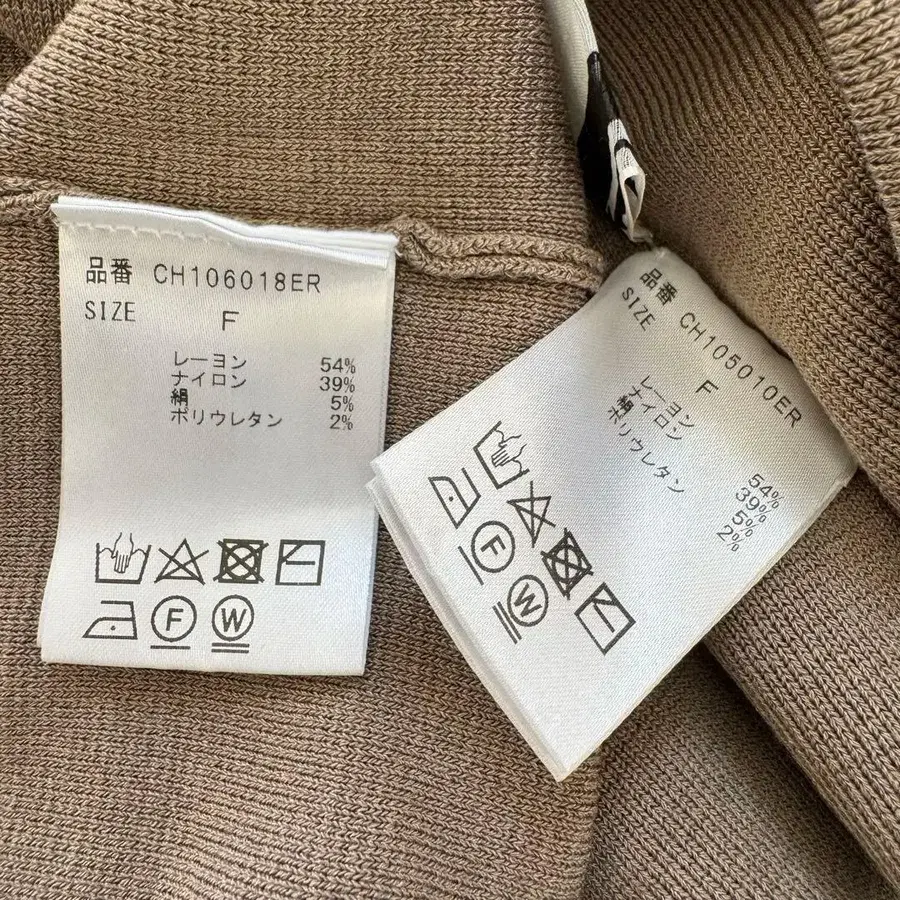 品番 CH106018ER
SIZE F
レーヨン 54%
ナイロン 39%
絹 5%
ポリウレタン 2%
F W
品番 CH105010ER
SIZE F
レーヨン 54%
ナイロン 39%
絹 5%
ポリウレタン 2%
F W